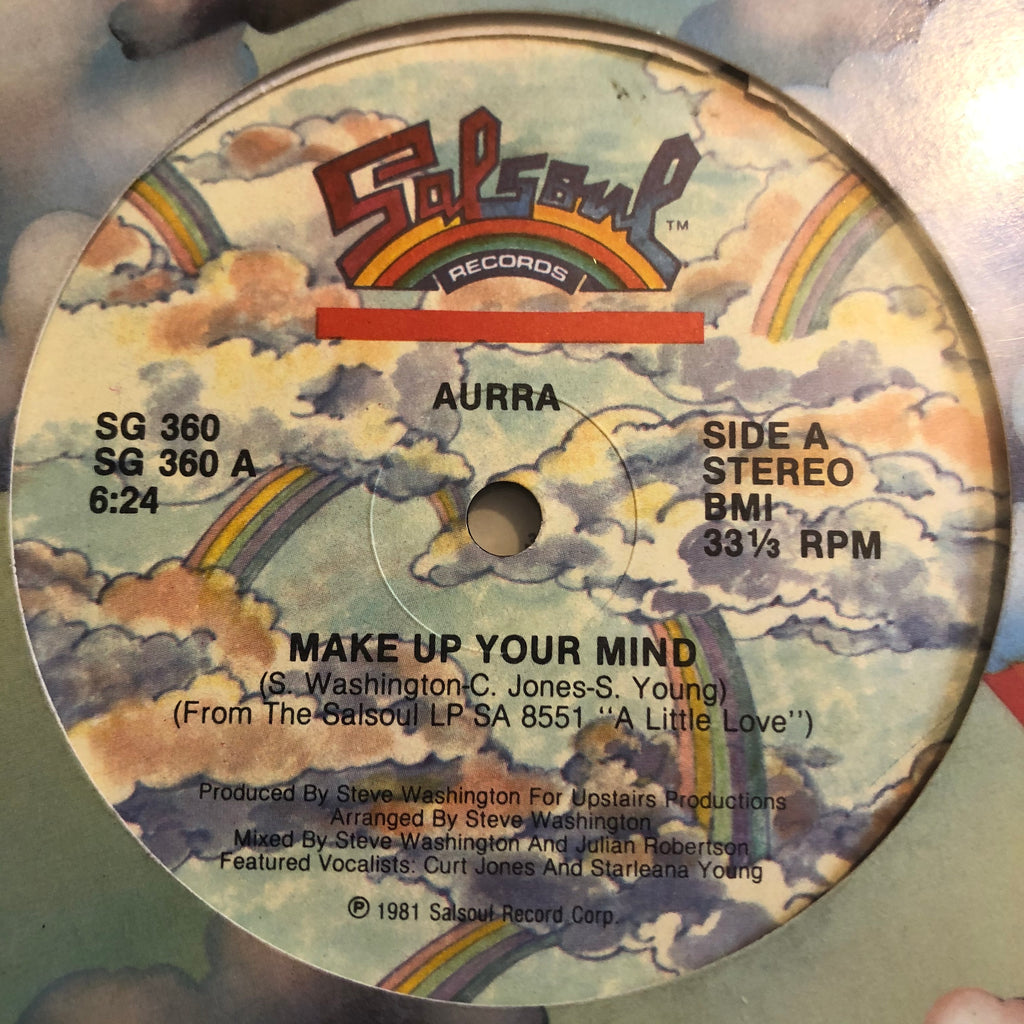 Salsoul ™
RECORDS
AURRA
SG 360
SG 360 A
6:24
SIDE A
STEREO
BMI
33⅓ RPM
MAKE UP YOUR MIND
(S. Washington-C. Jones-S. Young)
(From The Salsoul LP SA 8551 "A Little Love")
Produced By Steve Washington For Upstairs Productions
Arranged By Steve Washington
Mixed By Steve Washington And Julian Robertson
Featured Vocalists: Curt Jones And Starleana Young
℗ 1981 Salsoul Record Corp.